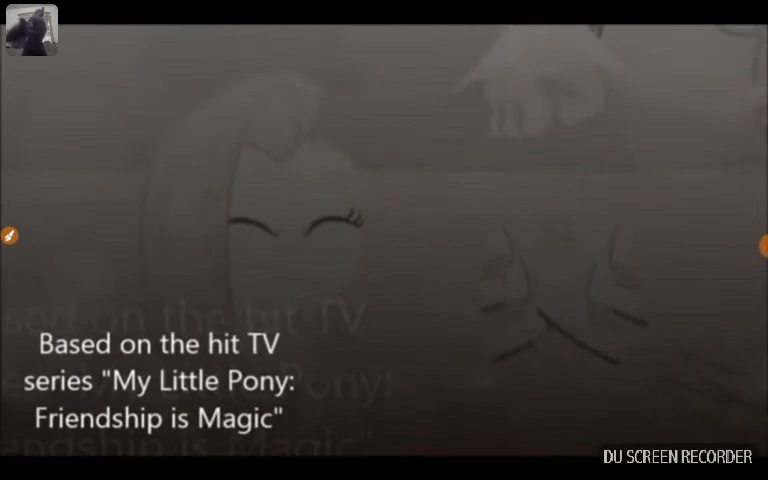 Based on the hit TV
series "My Little Pony:
Friendship is Magic"
DU SCREEN RECORDER